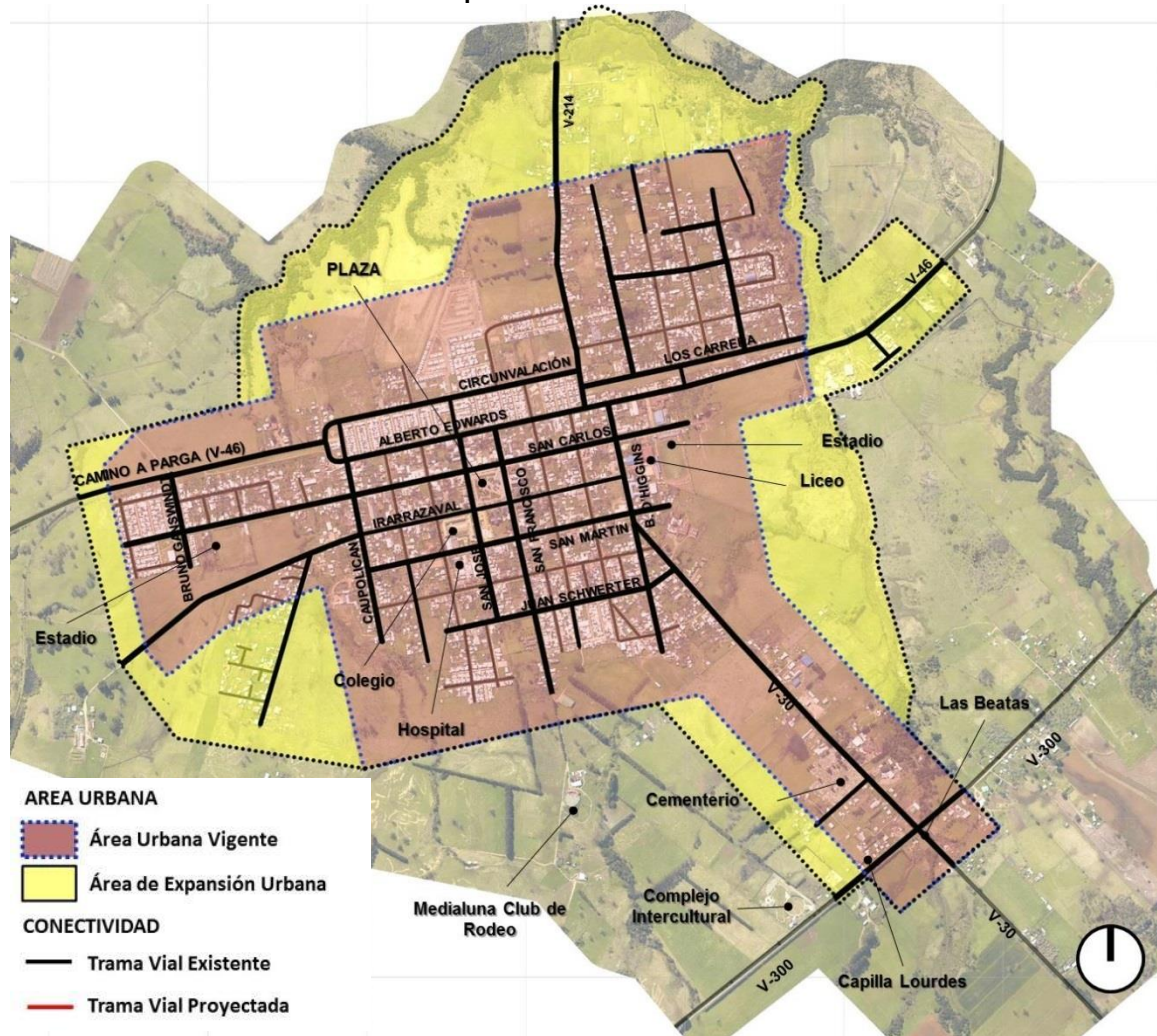 V-214
PLAZA
V-46
LOS CARRERA
CIRCUNVALACIÓN
ALBERTO EDWARDS
SAN CARLOS
Estadio
CAMINO A PARGA (V-46)
Liceo
BRUNO GANSWINDT
IRARRAZAVAL
SAN FRANCISCO
B. O'HIGGINS
SAN MARTIN
CAUPOLICAN
SAN JOSE
JUAN SCHWERTER
Estadio
Colegio
Hospital
V-30
Las Beatas
V-300
Cementerio
Medialuna Club de
Rodeo
Complejo
Intercultural
V-30
V-300
Capilla Lourdes
AREA URBANA
Área Urbana Vigente
Área de Expansión Urbana
CONECTIVIDAD
Trama Vial Existente
Trama Vial Proyectada